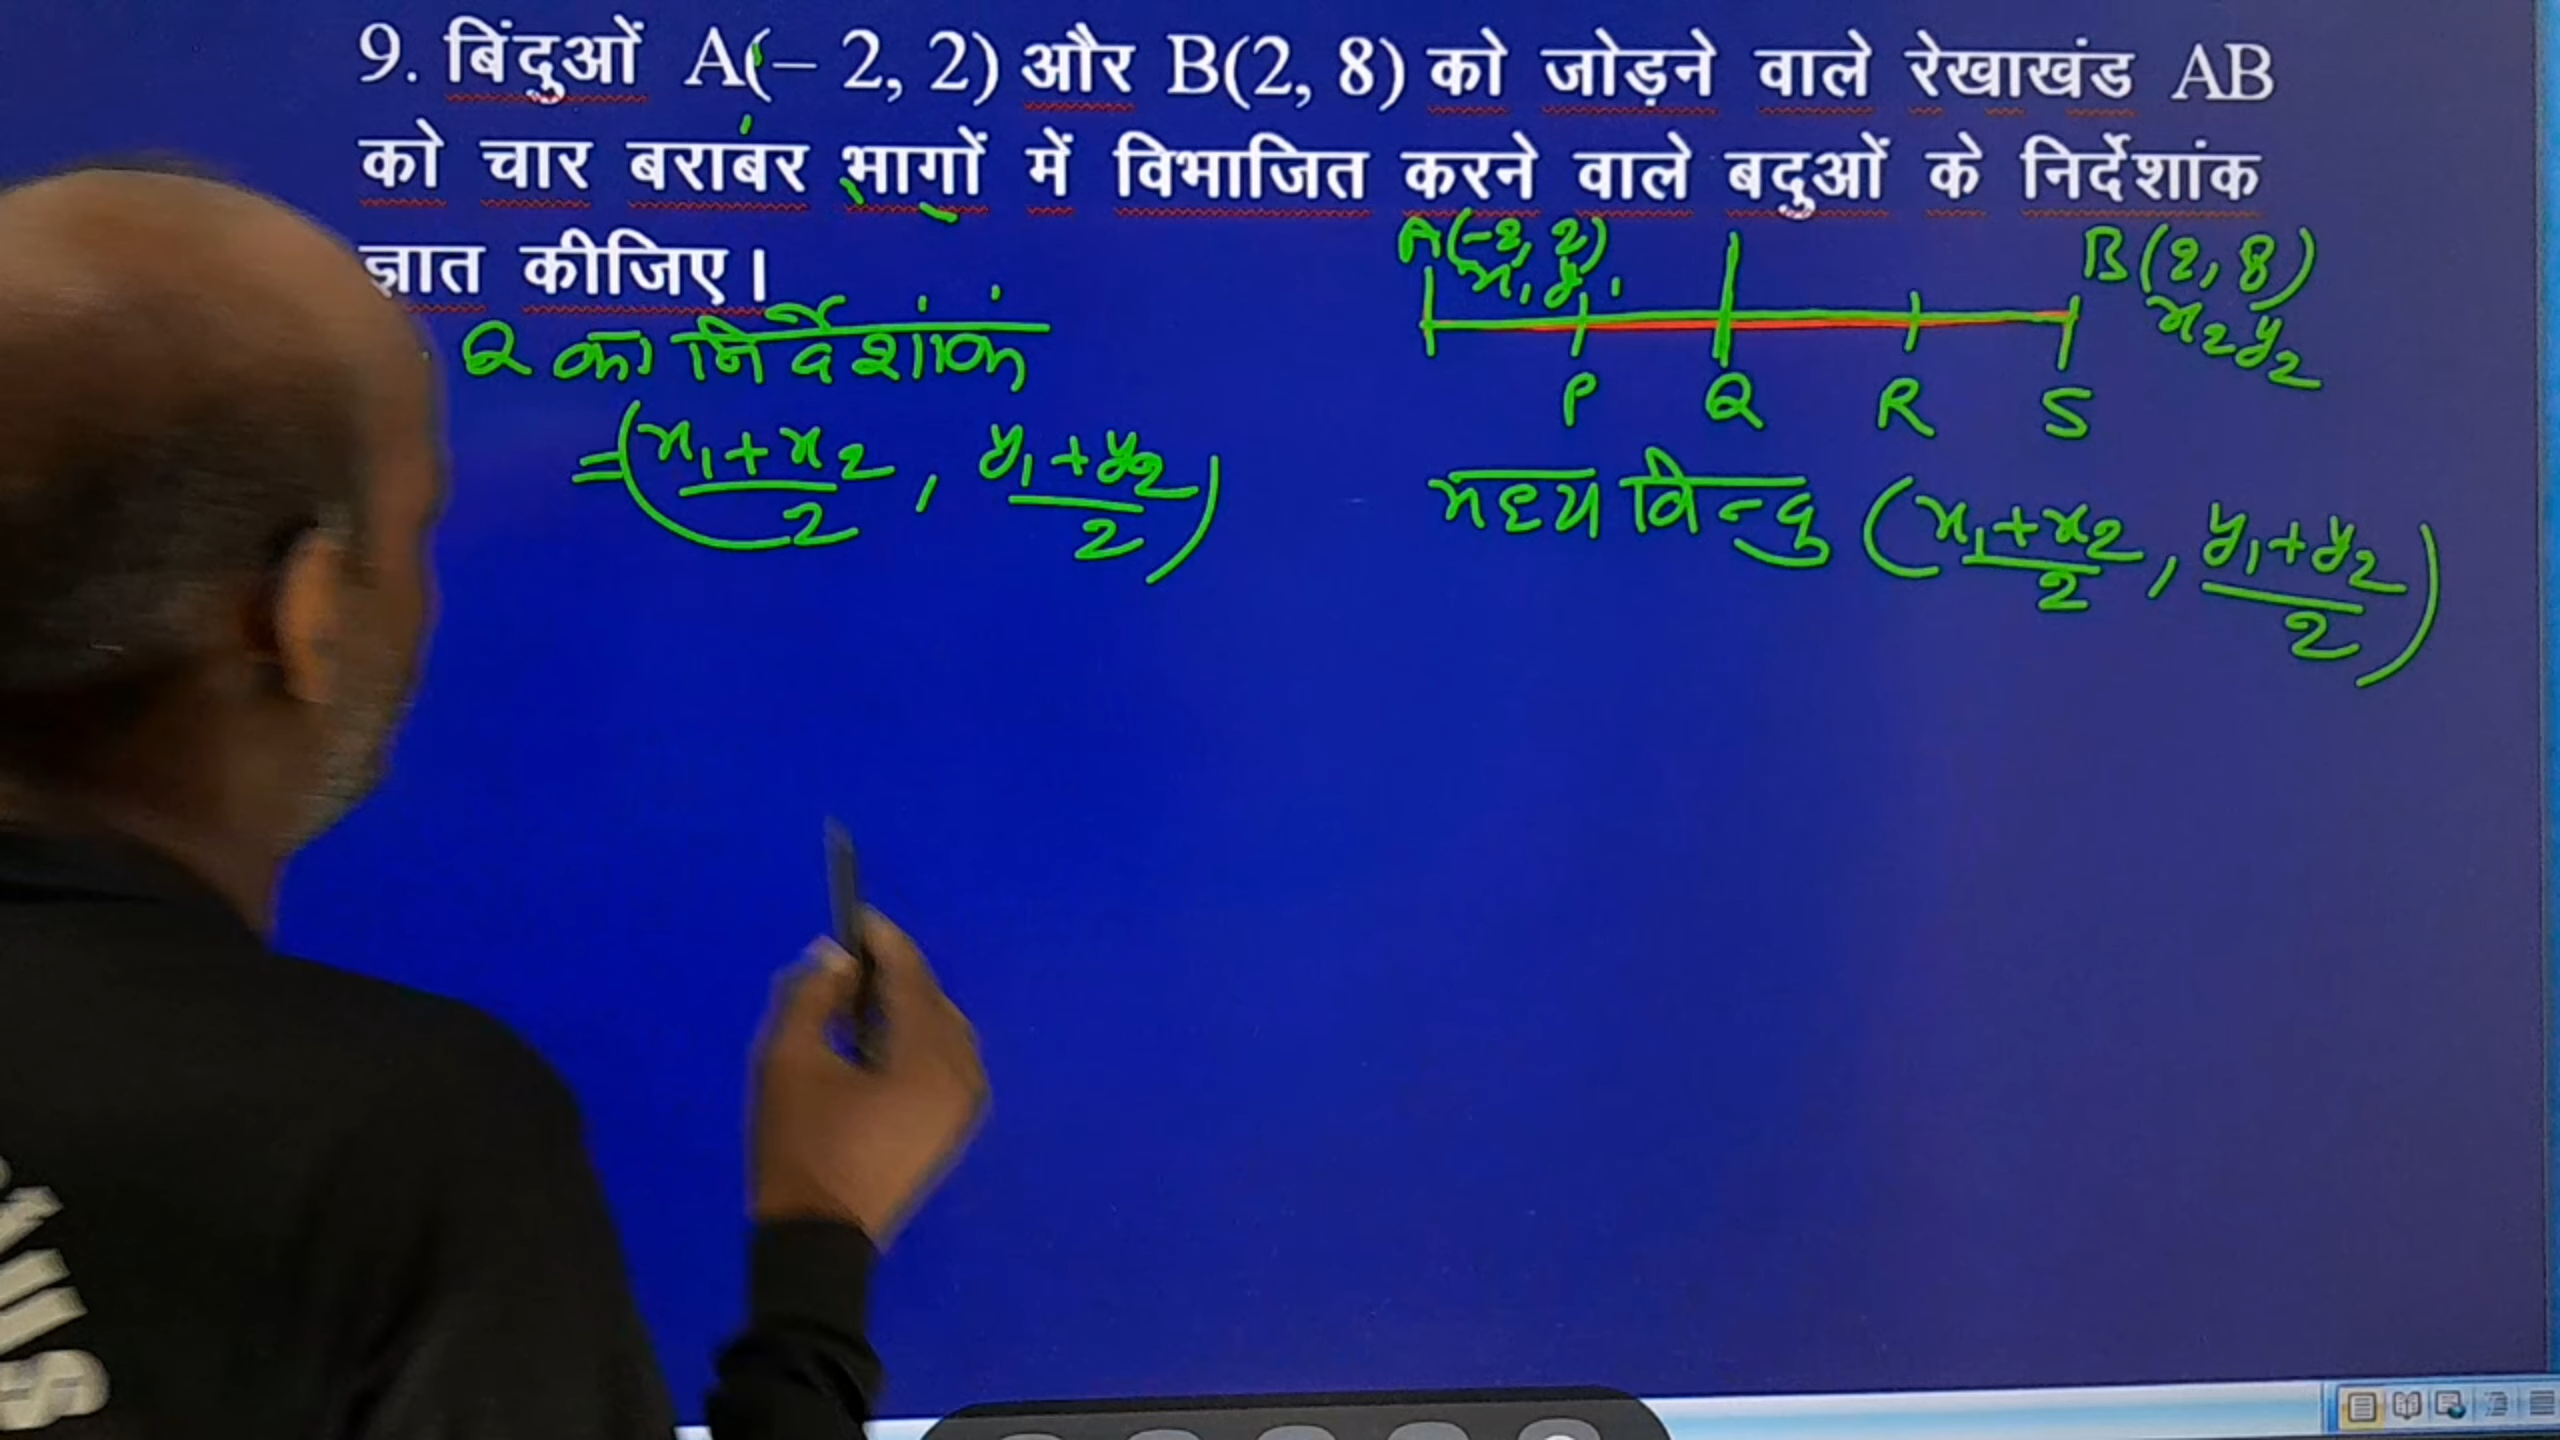 9. बिंदुओं A(– 2, 2) और B(2, 8) को जोड़ने वाले रेखाखंड AB
को चार बराबर भागों में विभाजित करने वाले बदुओं के निर्देशांक
ज्ञात कीजिए।
A(-2, 2)
x₁ y₁
B(2, 8)
x₂ y₂
P Q R S
Q का निर्देशांक
=(x₁+x₂/2, y₁+y₂/2)
मध्य बिन्दु (x₁+x₂/2, y₁+y₂/2)